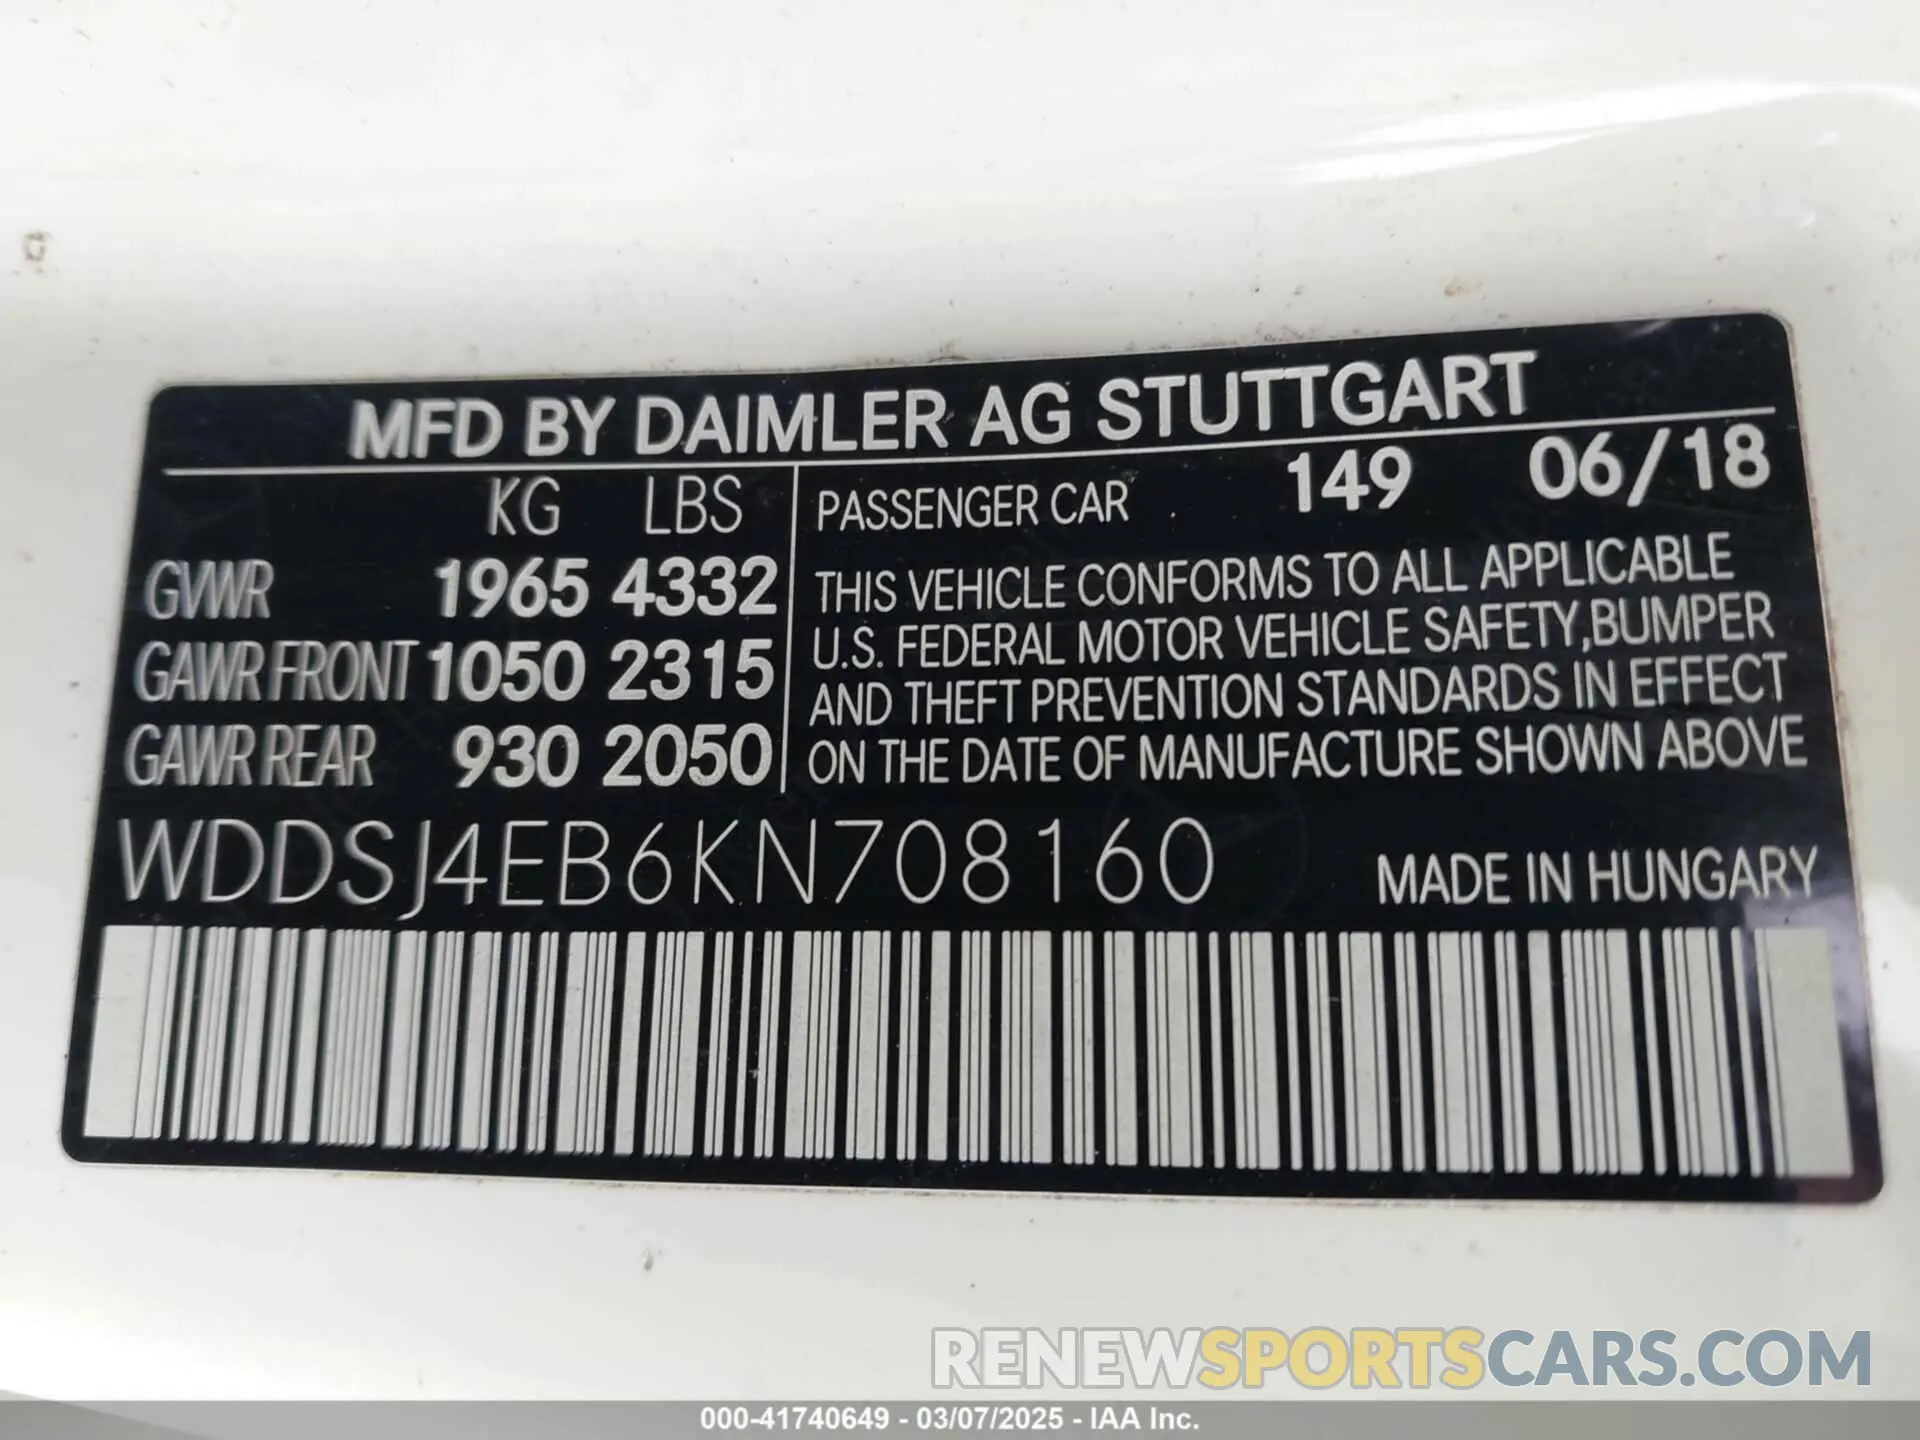 MFD BY DAIMLER AG STUTTGART
KG LBS
GVWR 1965 4332
GAWR FRONT 1050 2315
GAWR REAR 930 2050
PASSENGER CAR 149 06/18
THIS VEHICLE CONFORMS TO ALL APPLICABLE
U.S. FEDERAL MOTOR VEHICLE SAFETY,BUMPER
AND THEFT PREVENTION STANDARDS IN EFFECT
ON THE DATE OF MANUFACTURE SHOWN ABOVE
WDDSJ4EB6KN708160
MADE IN HUNGARY
RENEWSPORTSCARS.COM
000-41740649 - 03/07/2025 - IAA Inc.